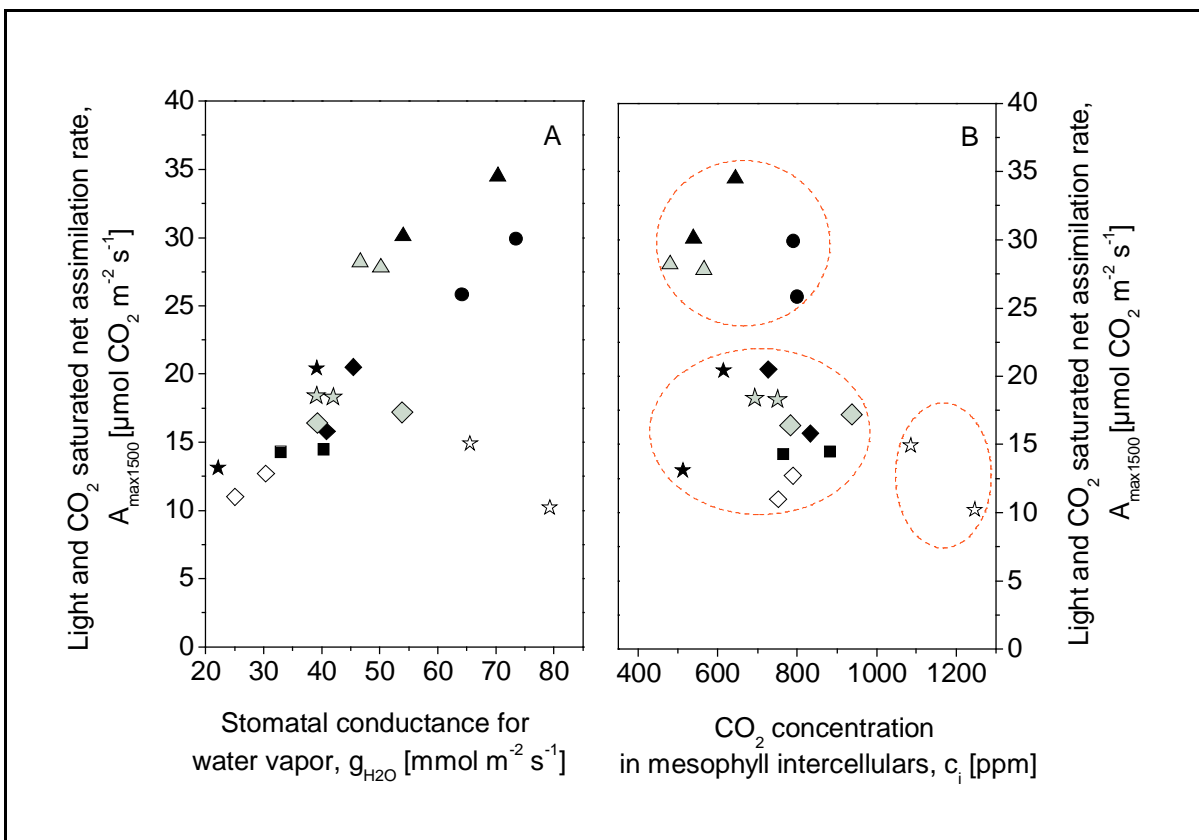 Light and CO2 saturated net assimilation rate,
Amax1500 [µmol CO2 m-2 s-1]
40
35
30
25
20
15
10
5
0
A
20 30 40 50 60 70 80
Stomatal conductance for
water vapor, gH2O [mmol m-2 s-1]
B
400 600 800 1000 1200
CO2 concentration
in mesophyll intercellulars, ci [ppm]
40
35
30
25
20
15
10
5
0
Light and CO2 saturated net assimilation rate,
Amax1500 [µmol CO2 m-2 s-1]